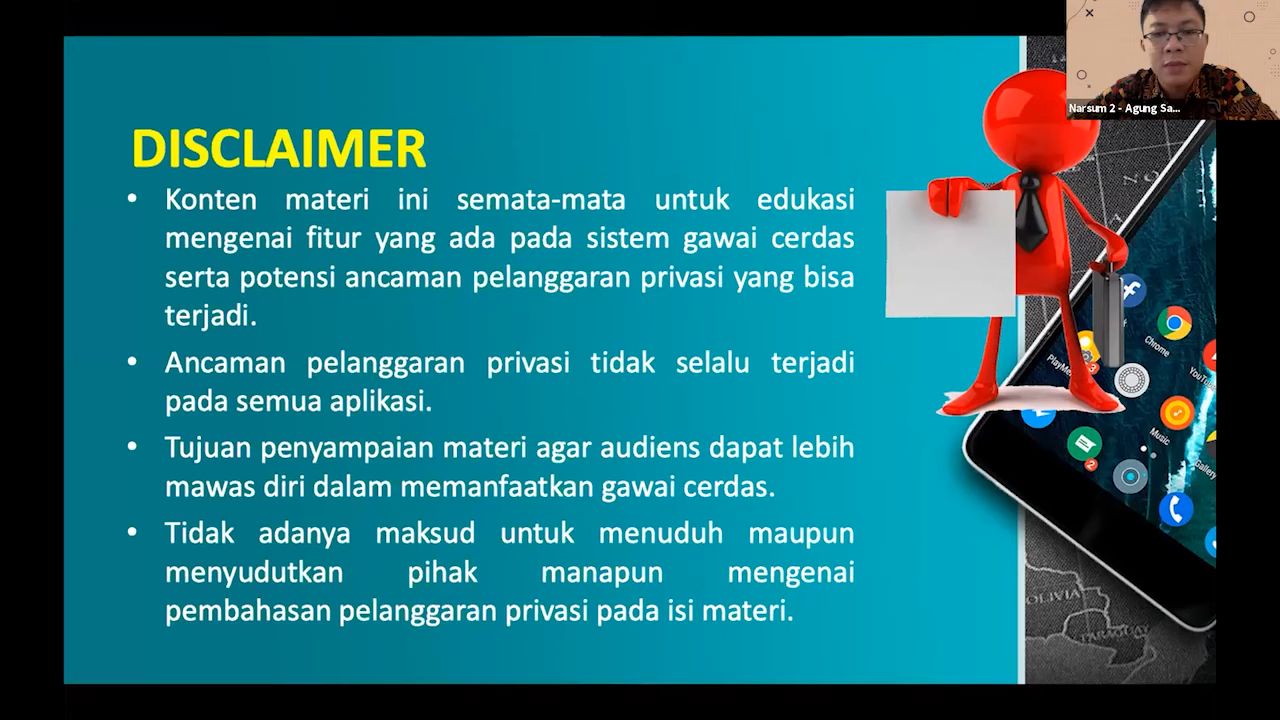 Narsum 2 - Agung Sa...
DISCLAIMER
• Konten materi ini semata-mata untuk edukasi
mengenai fitur yang ada pada sistem gawai cerdas
serta potensi ancaman pelanggaran privasi yang bisa
terjadi.
• Ancaman pelanggaran privasi tidak selalu terjadi
pada semua aplikasi.
• Tujuan penyampaian materi agar audiens dapat lebih
mawas diri dalam memanfaatkan gawai cerdas.
• Tidak adanya maksud untuk menuduh maupun
menyudutkan pihak manapun mengenai
pembahasan pelanggaran privasi pada isi materi.
Chrome
Music
Gallery
2